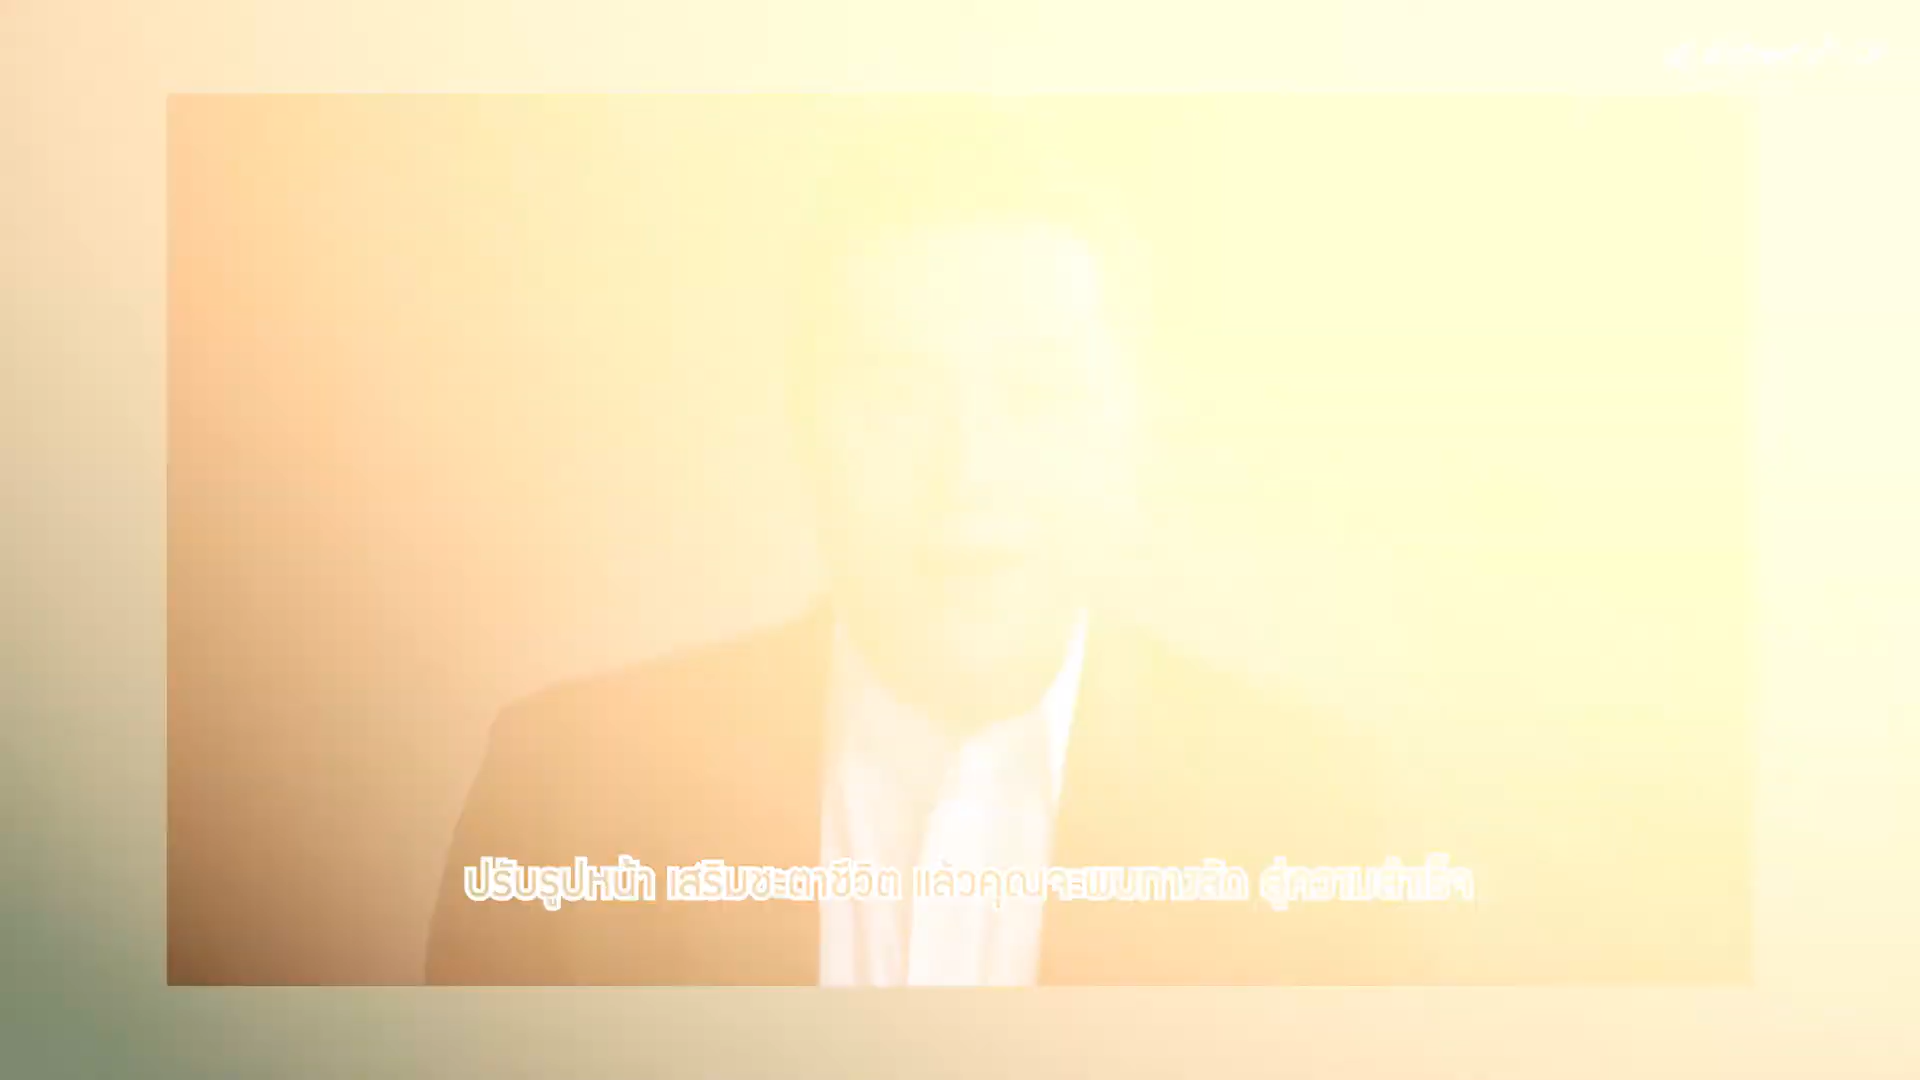 ปรับรูปหน้า เสริมชะตาชีวิต แล้วคุณจะพบทางลัด สู่ความสำเร็จ